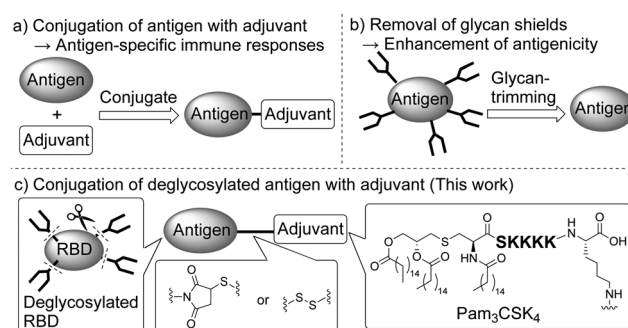 a) Conjugation of antigen with adjuvant
→ Antigen-specific immune responses
Antigen
+
Adjuvant
Conjugate
Antigen
Adjuvant
b) Removal of glycan shields
→ Enhancement of antigenicity
Antigen
Glycan-
trimming
Antigen
c) Conjugation of deglycosylated antigen with adjuvant (This work)
RBD
Deglycosylated
RBD
Antigen
Adjuvant
N
O
O
S
or
S
S
O
O
O
O
14
14
S
O
HN
O
14
SKKKK
H
N
O
OH
NH
Pam3CSK4